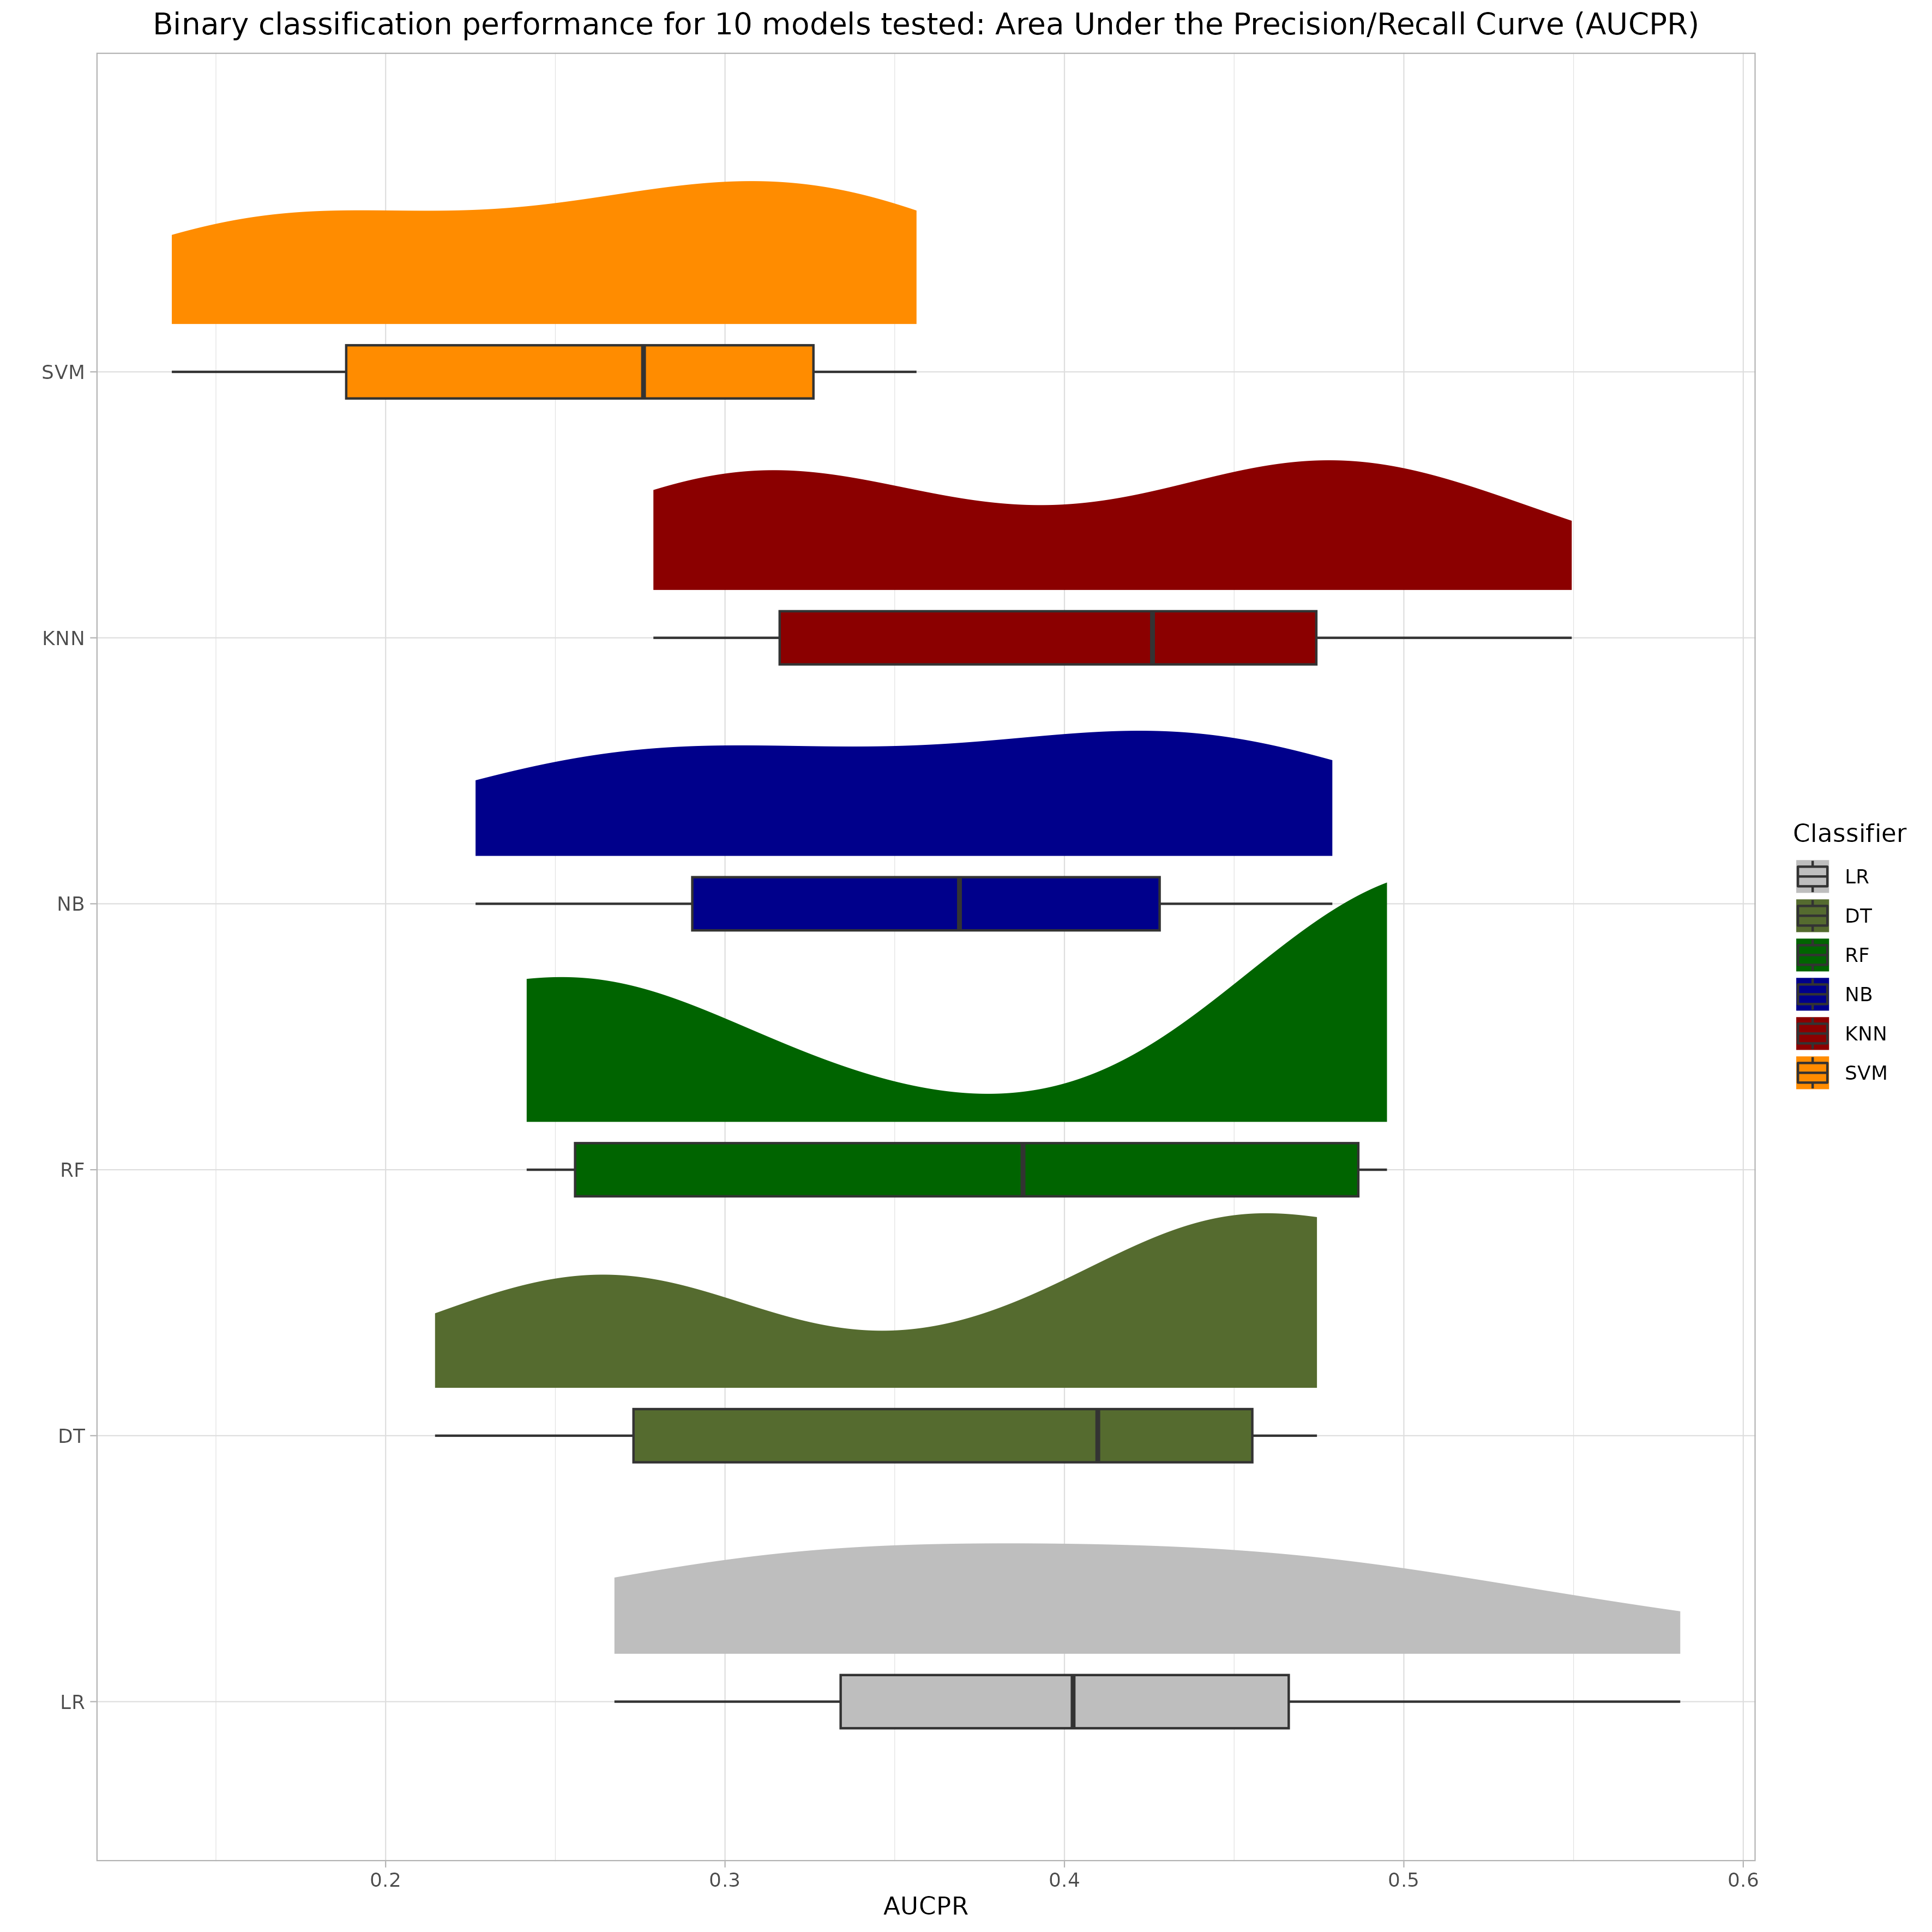 Binary classification performance for 10 models tested: Area Under the Precision/Recall Curve (AUCPR)
SVM
KNN
NB
RF
DT
LR
0.2
0.3
0.4
0.5
0.6
AUCPR
Classifier
LR
DT
RF
NB
KNN
SVM